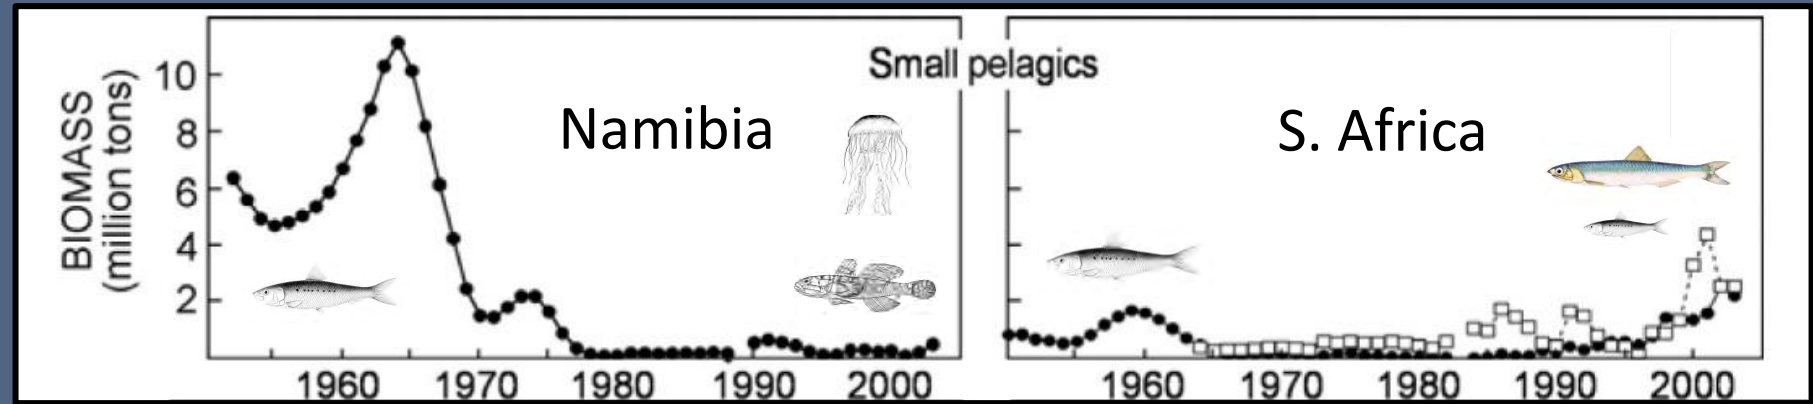 Small pelagics
BIOMASS
(million tons)
10
8
6
4
2
Namibia
S. Africa
1960 1970 1980 1990 2000
1960 1970 1980 1990 2000